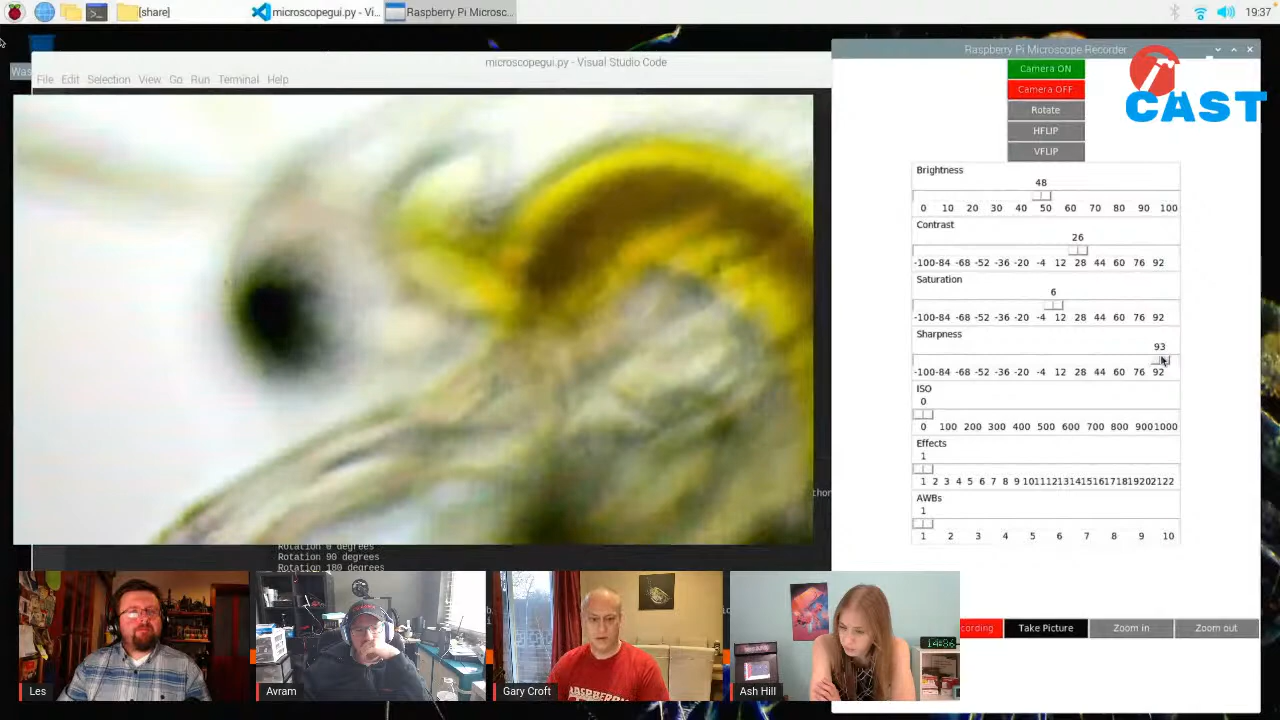 [share]
microscopegui.py - Vi...
Raspberry Pi Microsc...
19:37
microscopegui.py - Visual Studio Code
File Edit Selection View Go Run Terminal Help
Raspberry Pi Microscope Recorder
CAST
Camera ON
Camera OFF
Rotate
HFLIP
VFLIP
Brightness
48
0 10 20 30 40 50 60 70 80 90 100
Contrast
26
-100-84 -68 -52 -36 -20 -4 12 28 44 60 76 92
Saturation
6
-100-84 -68 -52 -36 -20 -4 12 28 44 60 76 92
Sharpness
93
-100-84 -68 -52 -36 -20 -4 12 28 44 60 76 92
ISO
0
0 100 200 300 400 500 600 700 800 9001000
Effects
1
1 2 3 4 5 6 7 8 9 10111213141516171819202122
AWBs
1
1 2 3 4 5 6 7 8 9 10
Rotation 0 degrees
Rotation 90 degrees
Rotation 180 degrees
cording
Take Picture
Zoom in
Zoom out
Les
Avram
Gary Croft
Ash Hill